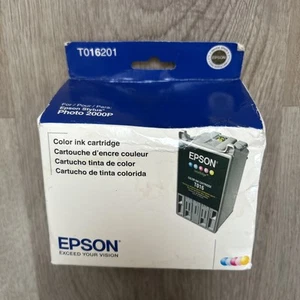 T016201
For / Pour / Para:
Epson Stylus®
Photo 2000P
Color ink cartridge
Cartouche d'encre couleur
Cartucho tinta de color
Cartucho de tinta colorida
EPSON
T016
EPSON
EXCEED YOUR VISION